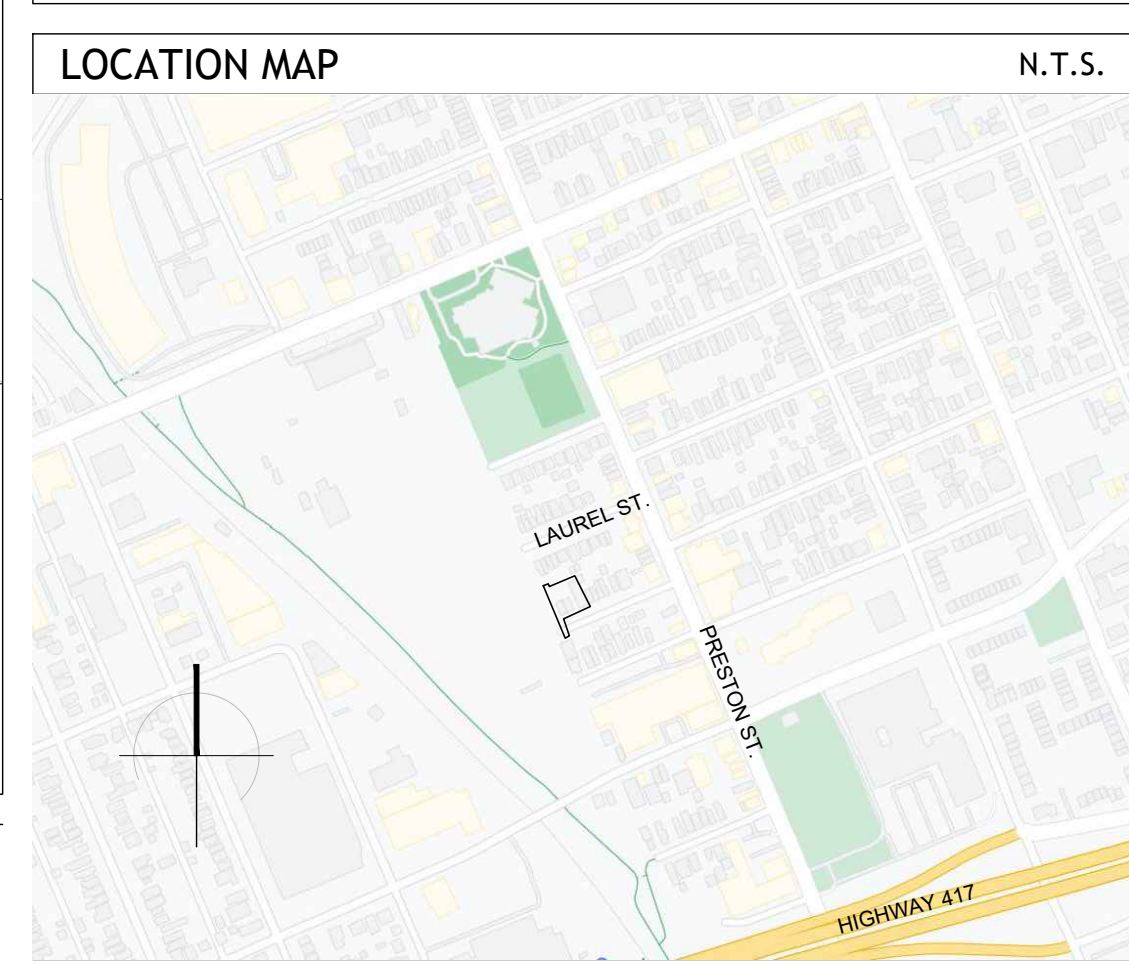 LOCATION MAP
N.T.S.
LAUREL ST.
PRESTON ST.
HIGHWAY 417